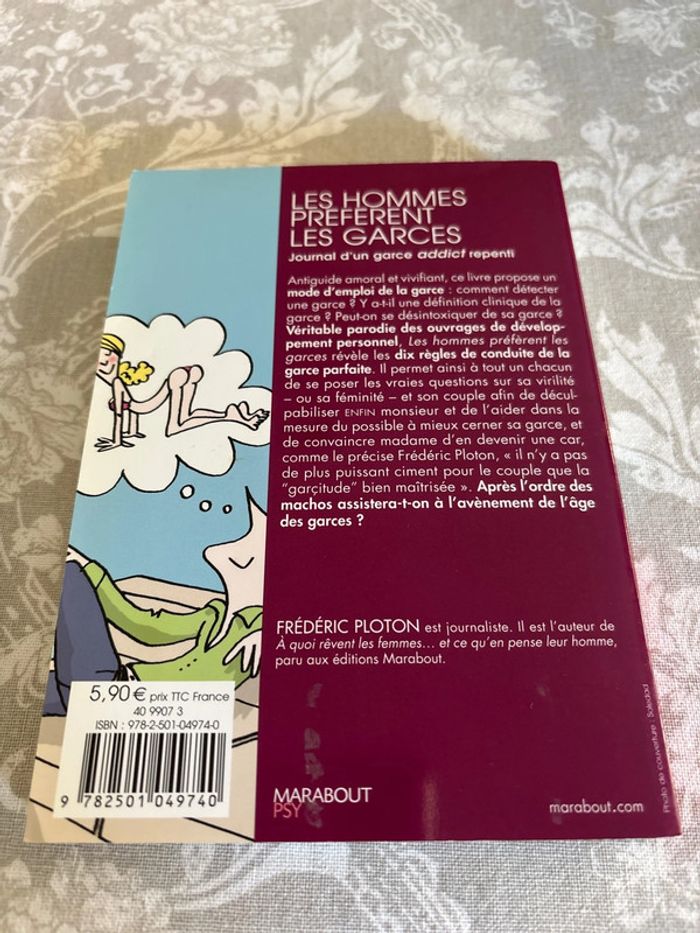 LES HOMMES
PRÉFÈRENT
LES GARCES
Journal d'un garce addict repenti
Antiguide amoral et vivifiant, ce livre propose un
mode d'emploi de la garce : comment détecter
une garce ? Y a-t-il une définition clinique de la
garce ? Peut-on se désintoxiquer de sa garce ?
Véritable parodie des ouvrages de dévelop-
pement personnel, Les hommes préfèrent les
garces révèle les dix règles de conduite de la
garce parfaite. Il permet ainsi à tout un chacun
de se poser les vraies questions sur sa virilité
– ou sa féminité – et son couple afin de décul-
pabiliser ENFIN monsieur et de l'aider dans la
mesure du possible à mieux cerner sa garce, et
de convaincre madame d'en devenir une car,
comme le précise Frédéric Ploton, « il n'y a pas
de plus puissant ciment pour le couple que la
"garçitude" bien maîtrisée ». Après l'ordre des
machos assistera-t-on à l'avènement de l'âge
des garces ?
FRÉDÉRIC PLOTON est journaliste. Il est l'auteur de
À quoi rêvent les femmes... et ce qu'en pense leur homme,
paru aux éditions Marabout.
5,90 € prix TTC France
40 9907 3
ISBN : 978-2-501-04974-0
9 782501 049740
MARABOUT
PSY
marabout.com
Photo de couverture : Soledad